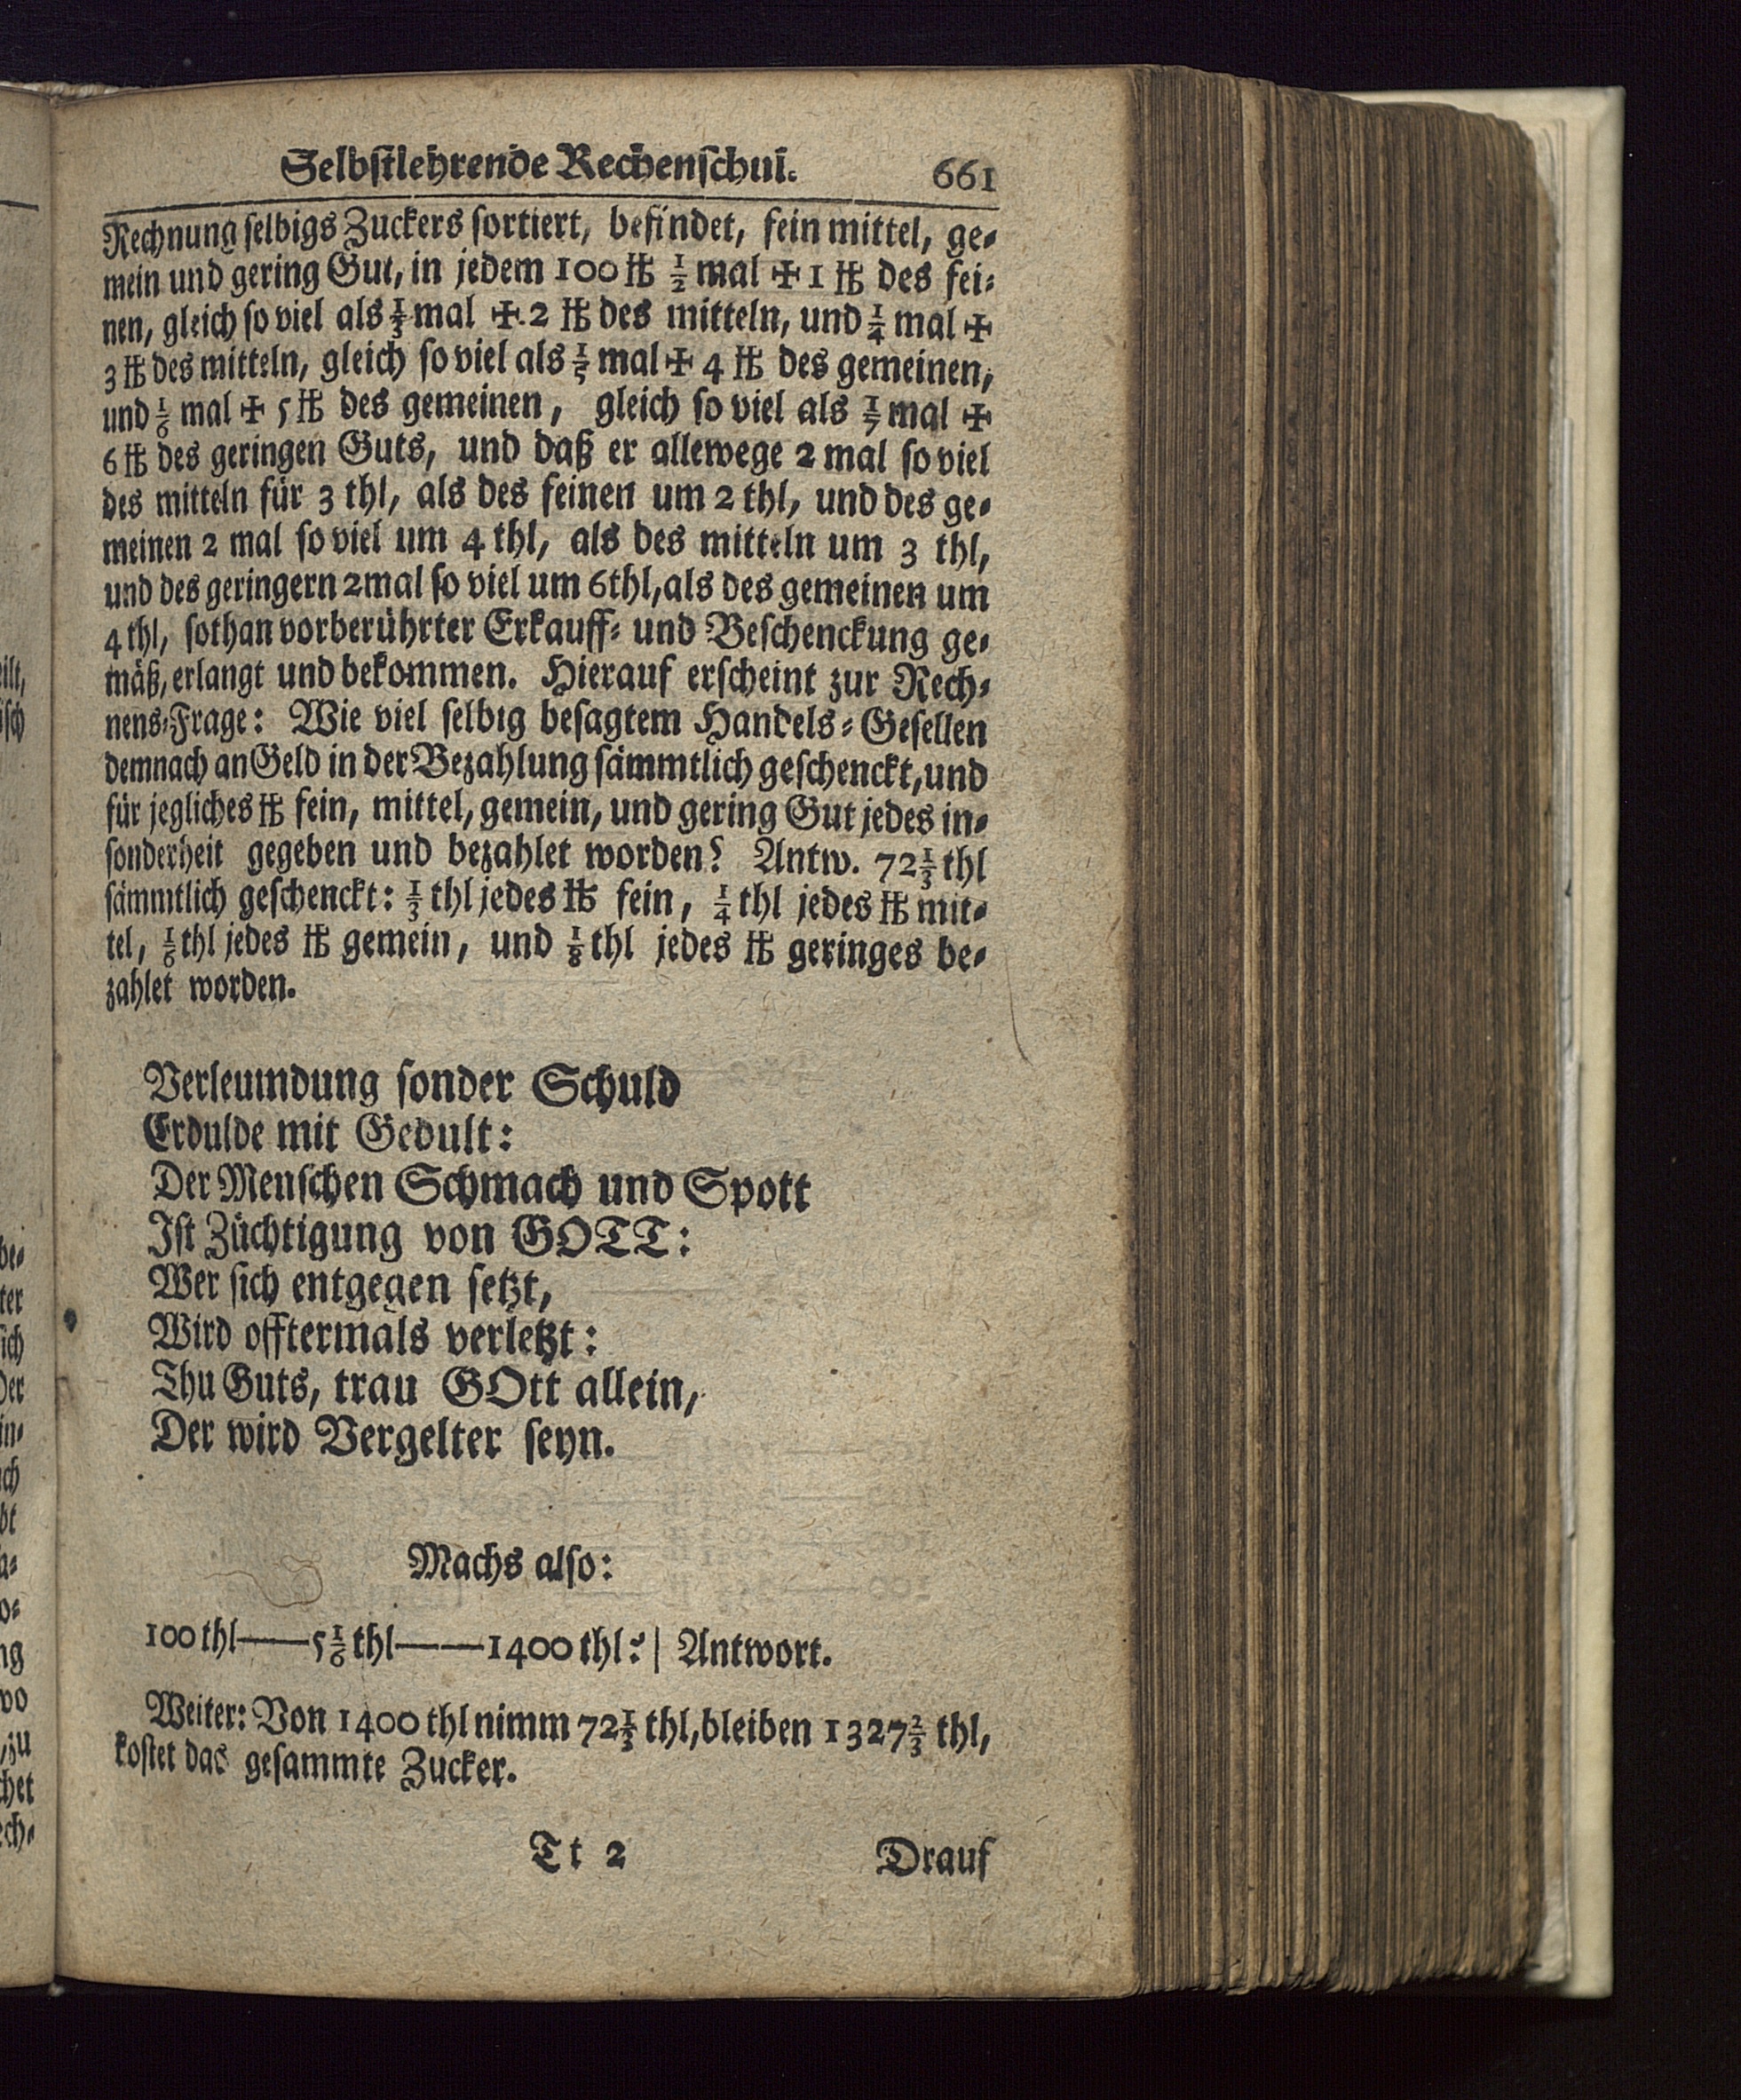 Selbſtlehrende Rechenſchul. 661
Rechnung ſelbigs Zuckers ſortiert, befindet, fein mittel, ge⸗
mein und gering Gut, in jedem 100 ℔ 1/2 mal ✠ 1 ℔ des fei⸗
nen, gleich ſo viel als 1/3 mal ✠. 2 ℔ des mitteln, und 1/4 mal ✠
3 ℔ des mitteln, gleich ſo viel als 1/5 mal ✠ 4 ℔ des gemeinen,
und 1/6 mal ✠ 5 ℔ des gemeinen, gleich ſo viel als 1/7 mal ✠
6 ℔ des geringen Guts, und daß er allewege 2 mal ſo viel
des mitteln für 3 thl, als des feinen um 2 thl, und des ge⸗
meinen 2 mal ſo viel um 4 thl, als des mitteln um 3 thl,
und des geringern 2mal ſo viel um 6thl, als des gemeinen um
4 thl, ſothan vorberührter Erkauff⸗ und Beſchenckung ge⸗
mäß, erlangt und bekommen. Hierauf erſcheint zur Rech⸗
nens⸗Frage: Wie viel ſelbig beſagtem Handels⸗Geſellen
demnach an Geld in der Bezahlung ſämmtlich geſchenckt, und
für jegliches ℔ fein, mittel, gemein, und gering Gut jedes in⸗
ſonderheit gegeben und bezahlet worden? Antw. 72 1/3 thl
ſämmtlich geſchenckt: 1/3 thl jedes ℔ fein, 1/4 thl jedes ℔ mit⸗
tel, 1/6 thl jedes ℔ gemein, und 1/8 thl jedes ℔ geringes be⸗
zahlet worden.
Verleumdung ſonder Schuld
Erdulde mit Gedult:
Der Menſchen Schmach und Spott
Iſt Züchtigung von GOTT:
Wer ſich entgegen ſetzt,
Wird offtermals verletzt:
Thu Guts, trau GOtt allein,
Der wird Vergelter ſeyn.
Machs alſo:
100 thl——5 1/6 thl——1400 thl? | Antwort.
Weiter: Von 1400 thl nimm 72 1/3 thl, bleiben 1327 2/3 thl,
koſtet das geſammte Zucker.
Tt 2 Drauf